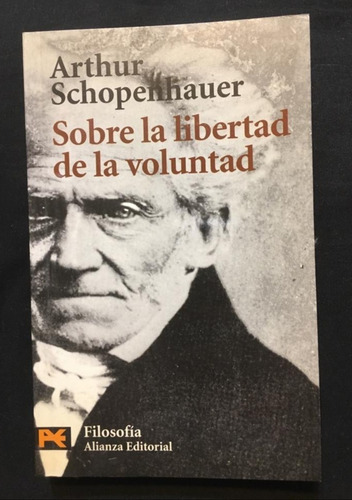 Arthur
Schopenhauer
Sobre la libertad
de la voluntad
Filosofía
Alianza Editorial